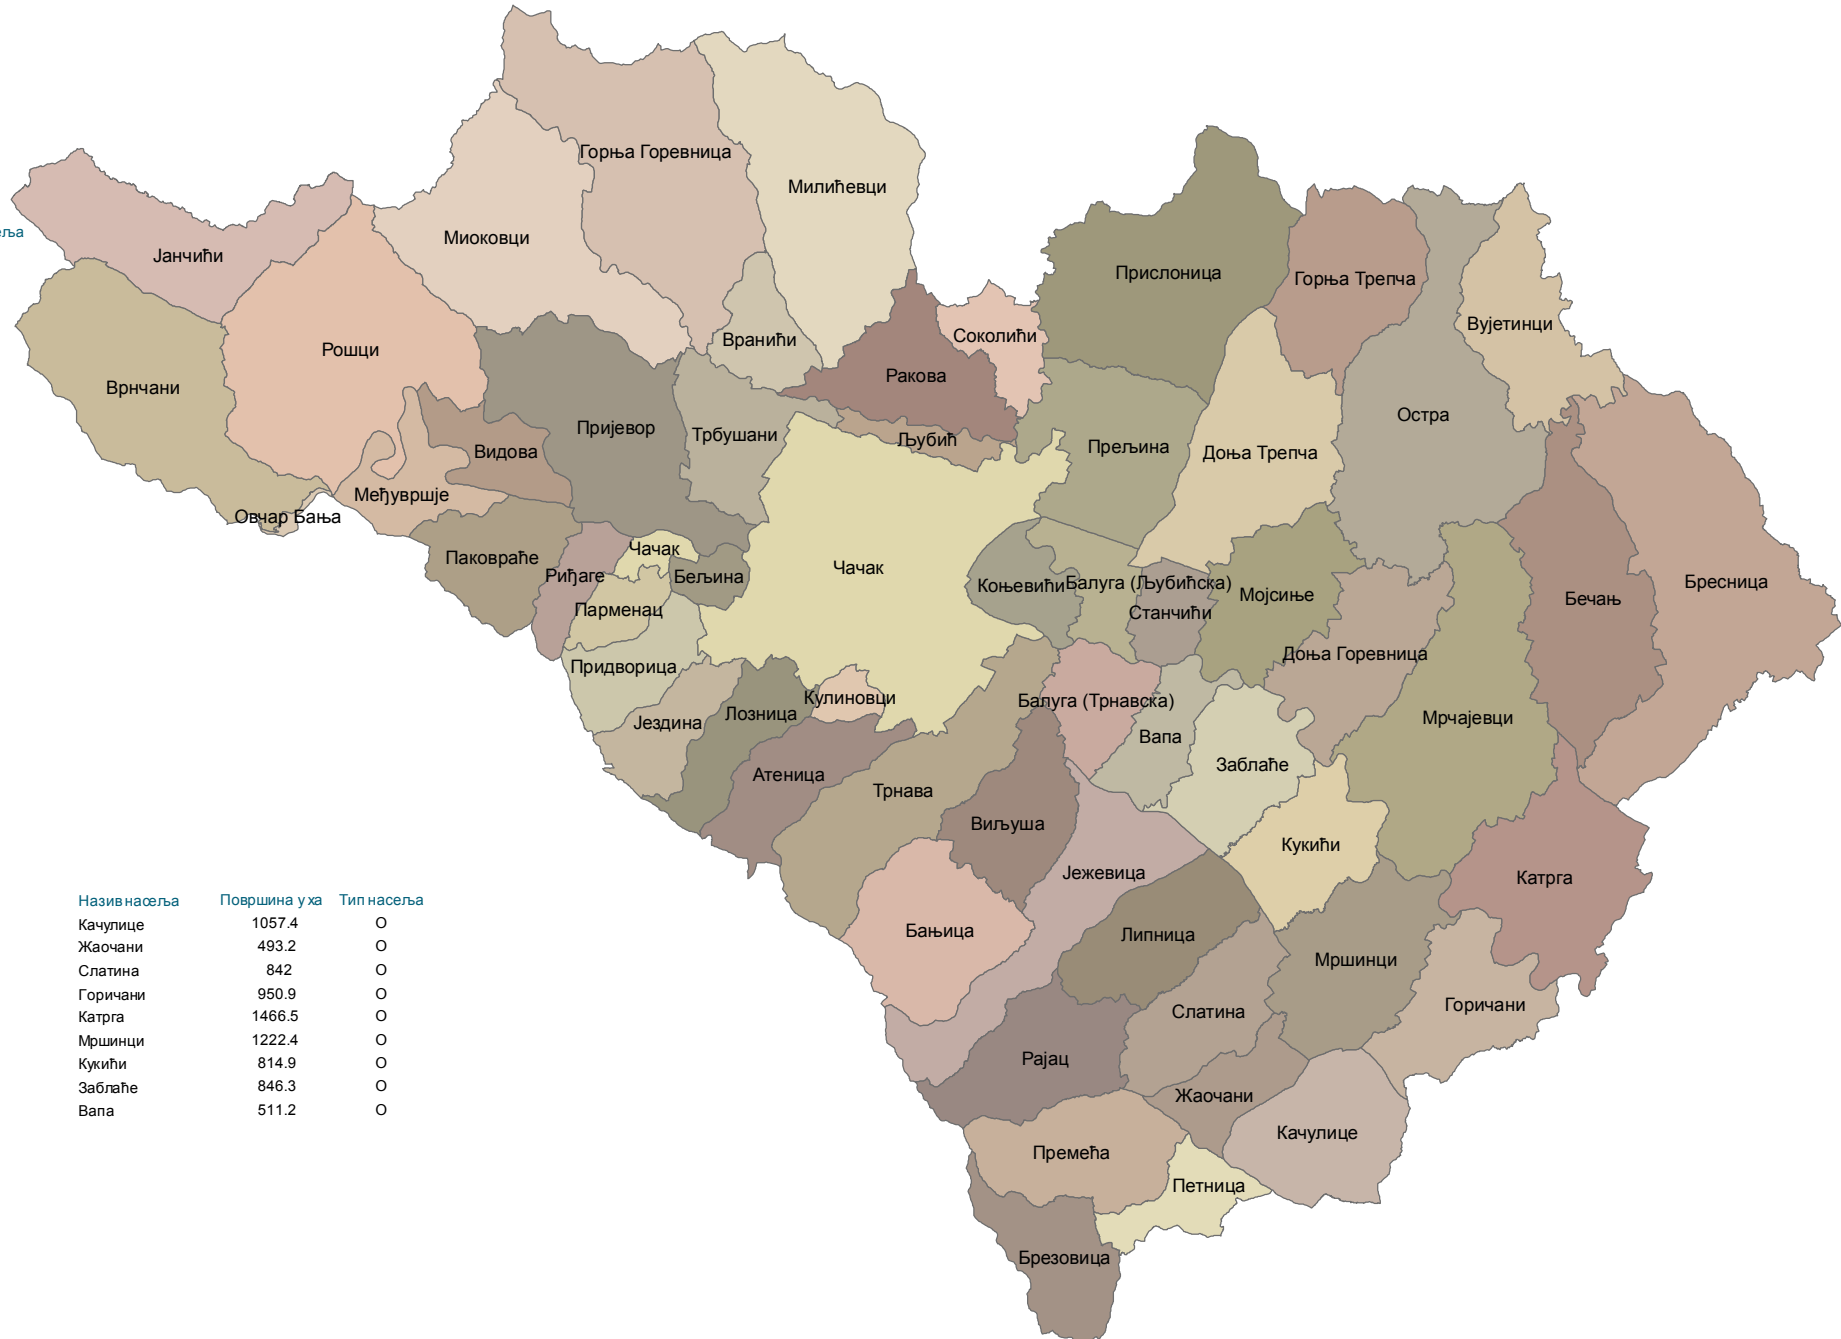 Горња Горевница
Милићевци
Миоковци
Јанчићи
еља
Прислоница
Горња Трепча
Вујетинци
Соколићи
Вранићи
Рошци
Ракова
Врнчани
Остра
Пријевор
Трбушани
Љубић
Прељина
Доња Трепча
Видова
Међувршје
Овчар Бања
Паковраће
Чачак
Риђаге
Бељина
Чачак
Коњевићи
Балуга (Љубићска)
Бресница
Мојсиње
Бечањ
Парменац
Станчићи
Доња Горевница
Придворица
Кулиновци
Балуга (Трнавска)
Лозница
Мрчајевци
Јездина
Вапа
Заблаће
Атеница
Трнава
Виљуша
Кукићи
Јежевица
Катрга
Бањица
Липница
Мршинци
Горичани
Слатина
Рајац
Жаочани
Качулице
Премећа
Петница
Брезовица
Назив насеља Површина у ха Тип насеља
Качулице 1057.4 О
Жаочани 493.2 О
Слатина 842 О
Горичани 950.9 О
Катрга 1466.5 О
Мршинци 1222.4 О
Кукићи 814.9 О
Заблаће 846.3 О
Вапа 511.2 О